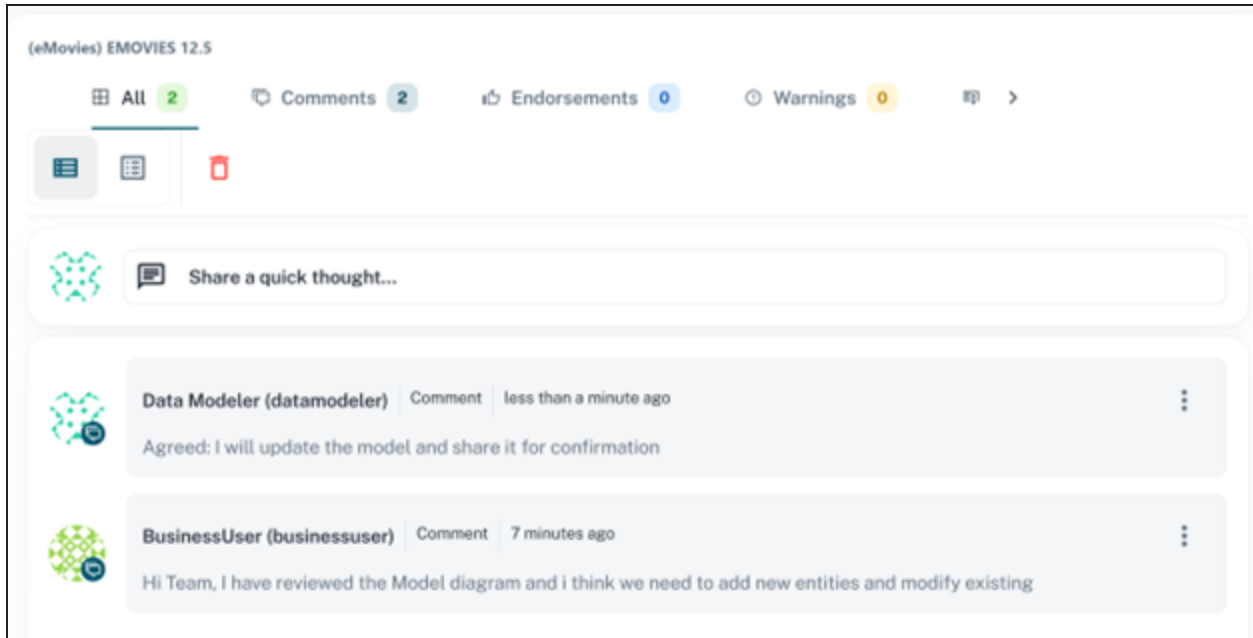 (eMovies) EMOVIES 12.5
All 2 Comments 2 Endorsements 0 Warnings 0
Share a quick thought...
Data Modeler (datamodeler) Comment less than a minute ago
Agreed: I will update the model and share it for confirmation
BusinessUser (businessuser) Comment 7 minutes ago
Hi Team, I have reviewed the Model diagram and i think we need to add new entities and modify existing